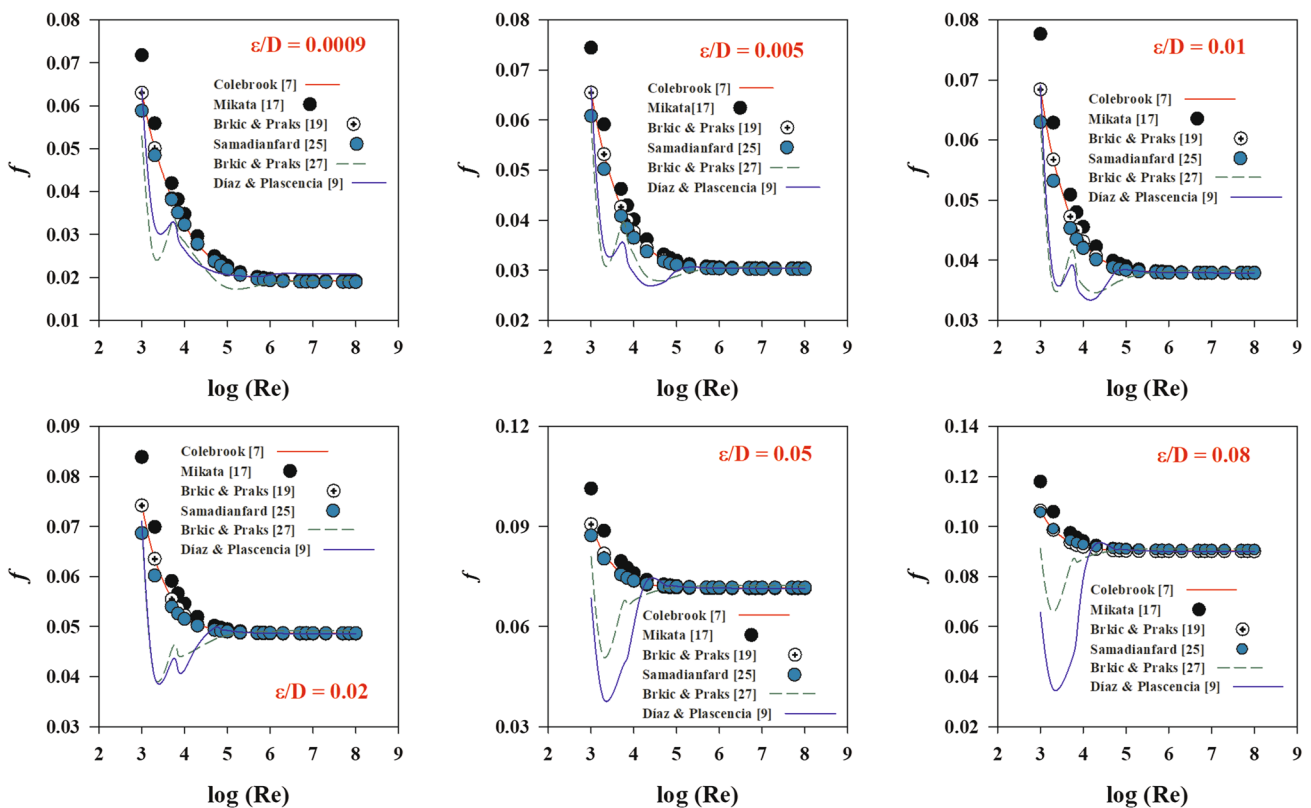 0.08
0.07
0.06
0.05
0.04
0.03
0.02
0.01
f
ε/D = 0.0009
Colebrook [7]
Mikata [17]
Brkic & Praks [19]
Samadianfard [25]
Brkic & Praks [27]
Díaz & Plascencia [9]
2 3 4 5 6 7 8 9
log (Re)
0.08
0.07
0.06
0.05
0.04
0.03
0.02
f
ε/D = 0.005
Colebrook [7]
Mikata[17]
Brkic & Praks [19]
Samadianfard [25]
Brkic & Praks [27]
Díaz & Plascencia [9]
2 3 4 5 6 7 8 9
log (Re)
0.08
0.07
0.06
0.05
0.04
0.03
f
ε/D = 0.01
Colebrook [7]
Mikata [17]
Brkic & Praks [19]
Samadianfard [25]
Brkic & Praks [27]
Díaz & Plascencia [9]
2 3 4 5 6 7 8 9
log (Re)
0.09
0.08
0.07
0.06
0.05
0.04
0.03
f
Colebrook [7]
Mikata [17]
Brkic & Praks [19]
Samadianfard [25]
Brkic & Praks [27]
Díaz & Plascencia [9]
ε/D = 0.02
2 3 4 5 6 7 8 9
log (Re)
0.12
0.09
0.06
0.03
f
ε/D = 0.05
Colebrook [7]
Mikata [17]
Brkic & Praks [19]
Samadianfard [25]
Brkic & Praks [27]
Díaz & Plascencia [9]
2 3 4 5 6 7 8 9
log (Re)
0.14
0.12
0.10
0.08
0.06
0.04
0.02
f
ε/D = 0.08
Colebrook [7]
Mikata [17]
Brkic & Praks [19]
Samadianfard [25]
Brkic & Praks [27]
Díaz & Plascencia [9]
2 3 4 5 6 7 8 9
log (Re)